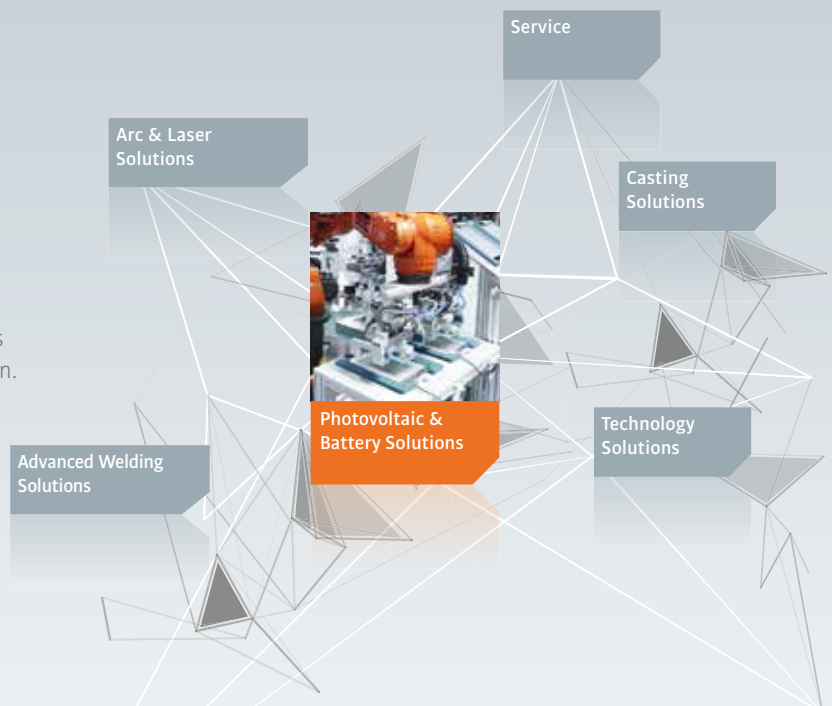 Service
Arc & Laser
Solutions
Casting
Solutions
n.
Photovoltaic &
Battery Solutions
Technology
Solutions
Advanced Welding
Solutions